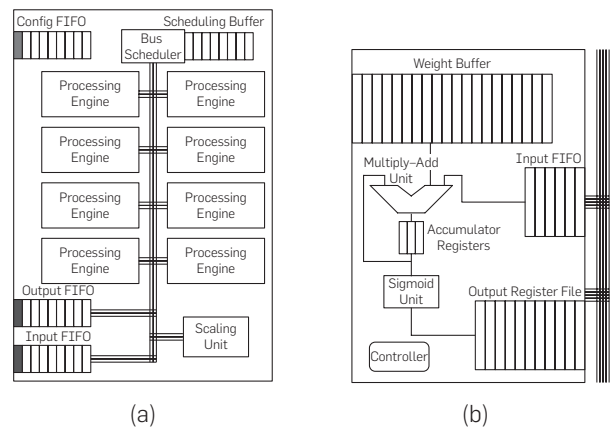 Config FIFO
Scheduling Buffer
Bus
Scheduler
Processing
Engine
Processing
Engine
Processing
Engine
Processing
Engine
Processing
Engine
Processing
Engine
Processing
Engine
Processing
Engine
Output FIFO
Input FIFO
Scaling
Unit
(a)
Weight Buffer
Multiply–Add
Unit
Input FIFO
Accumulator
Registers
Sigmoid
Unit
Output Register File
Controller
(b)